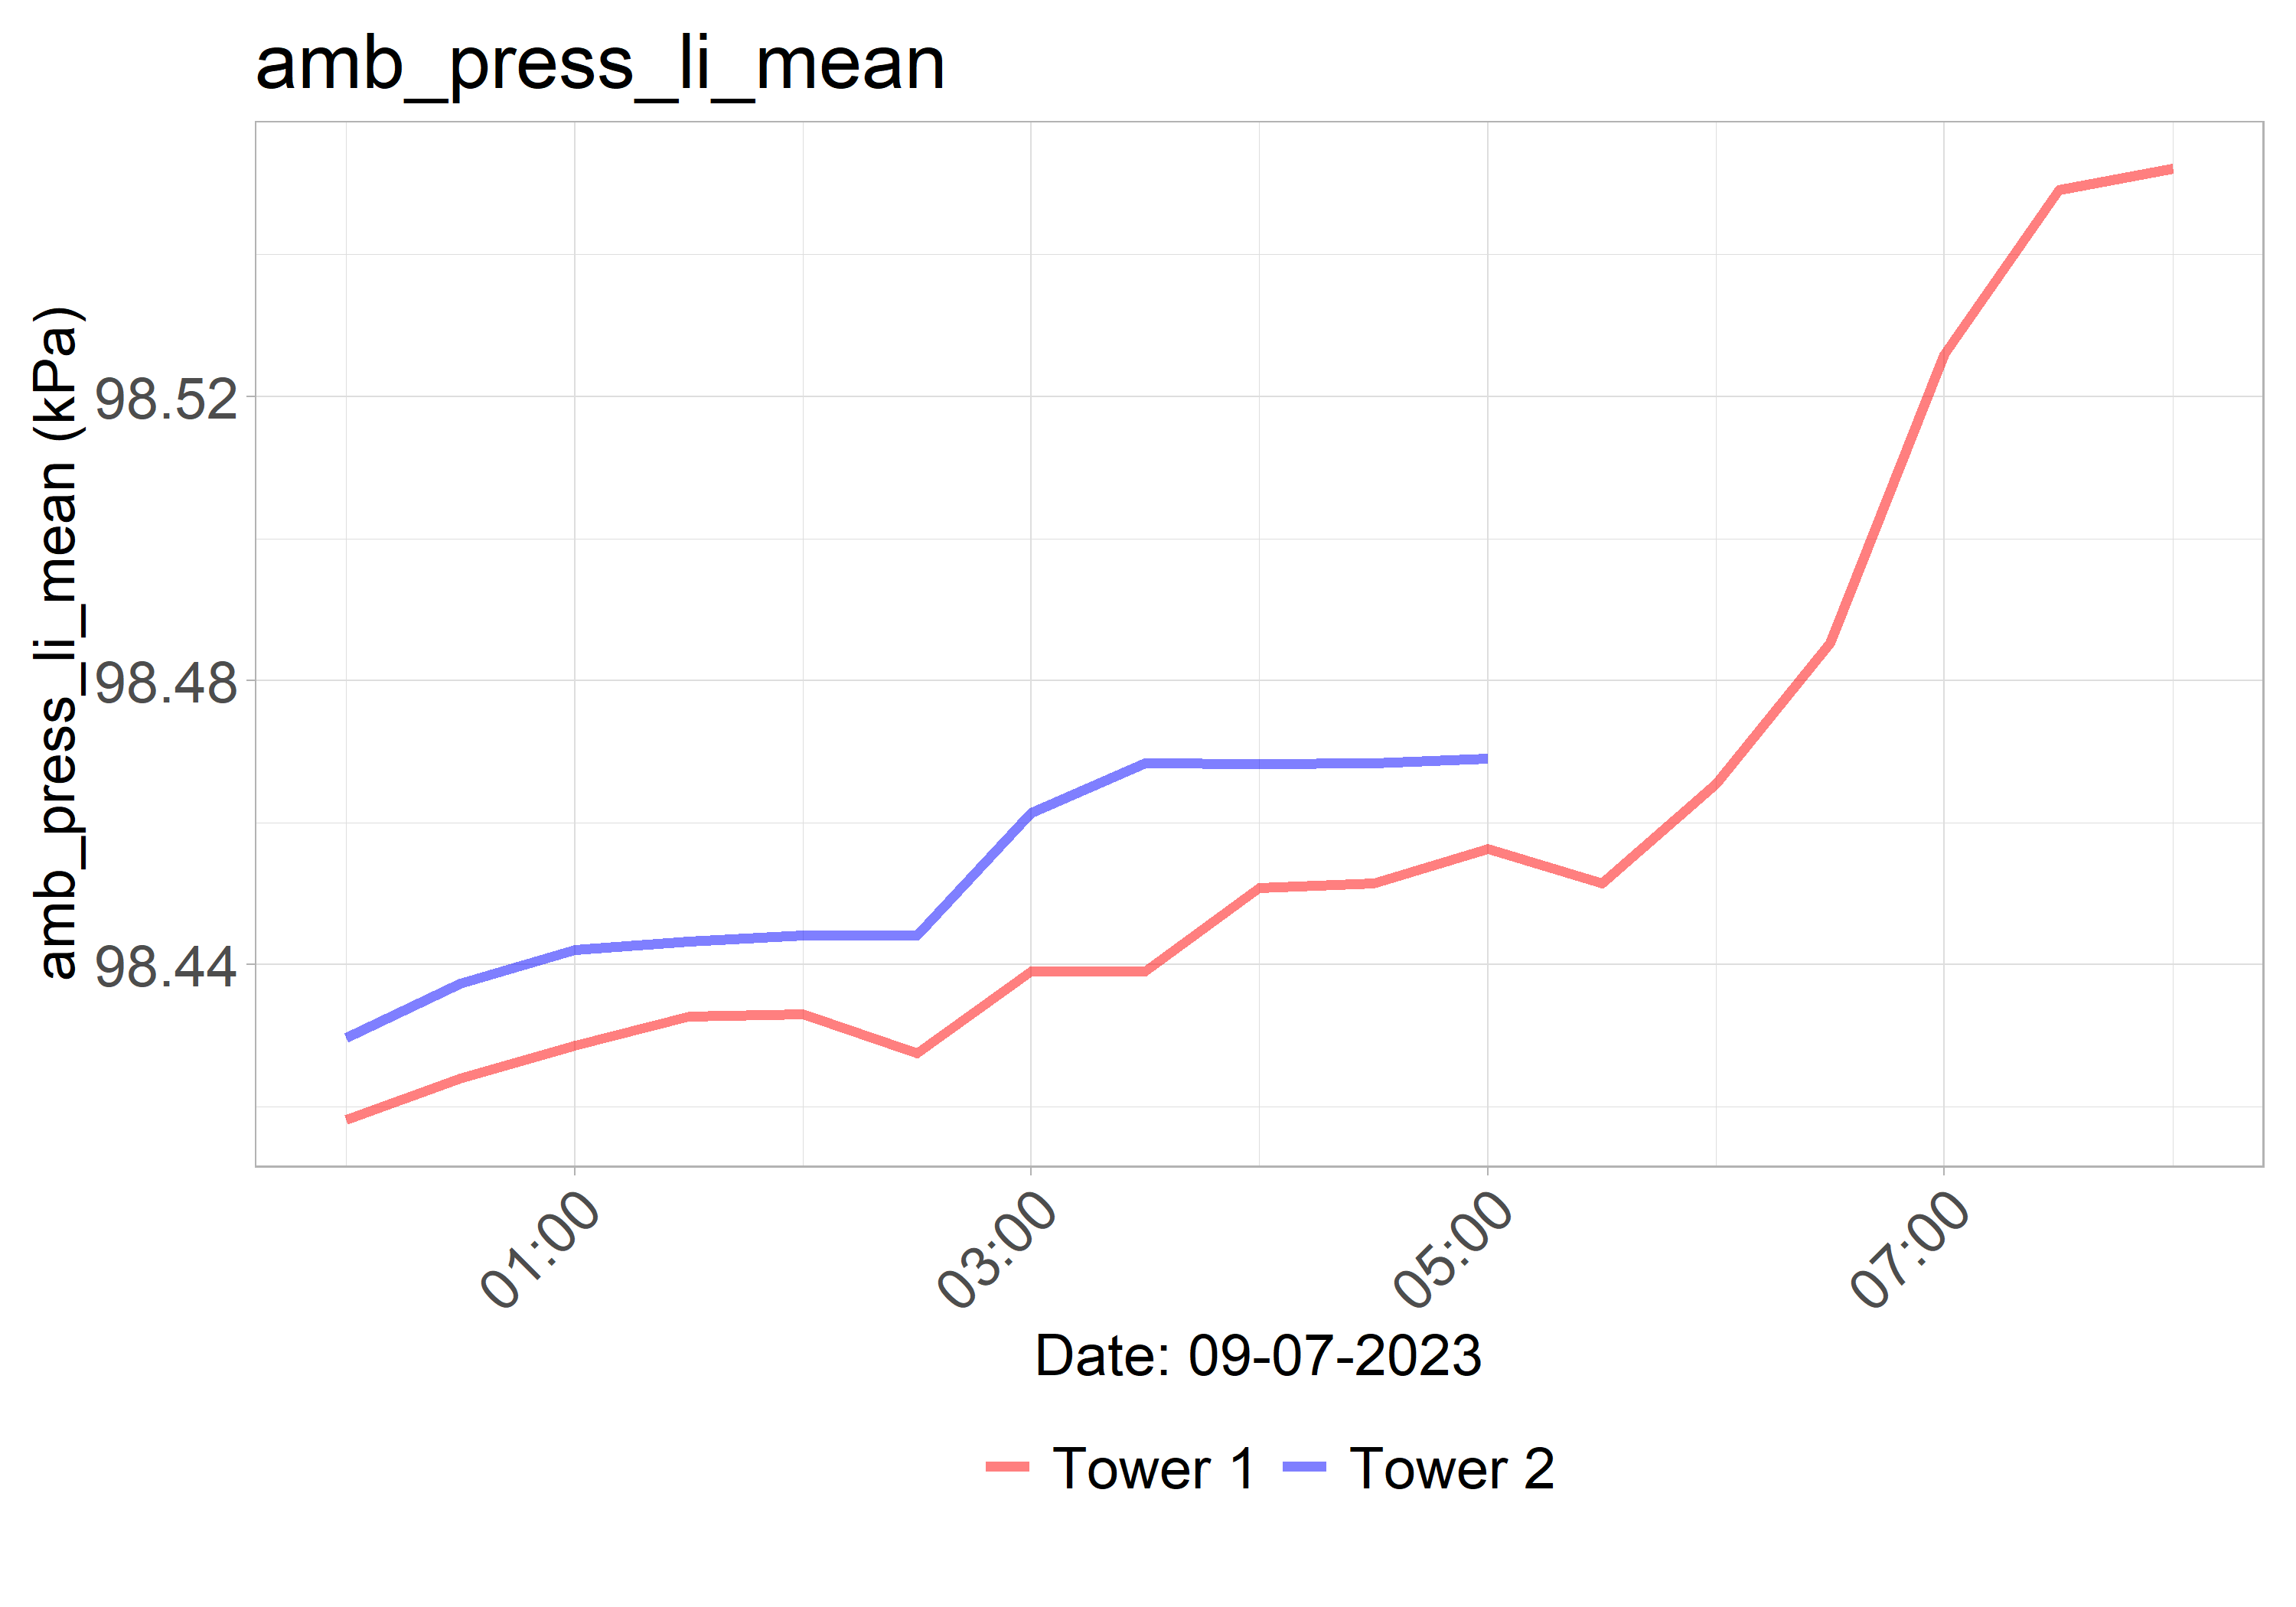 amb_press_li_mean
amb_press_li_mean (kPa)
98.52
98.48
98.44
01:00
03:00
05:00
07:00
Date: 09-07-2023
Tower 1
Tower 2